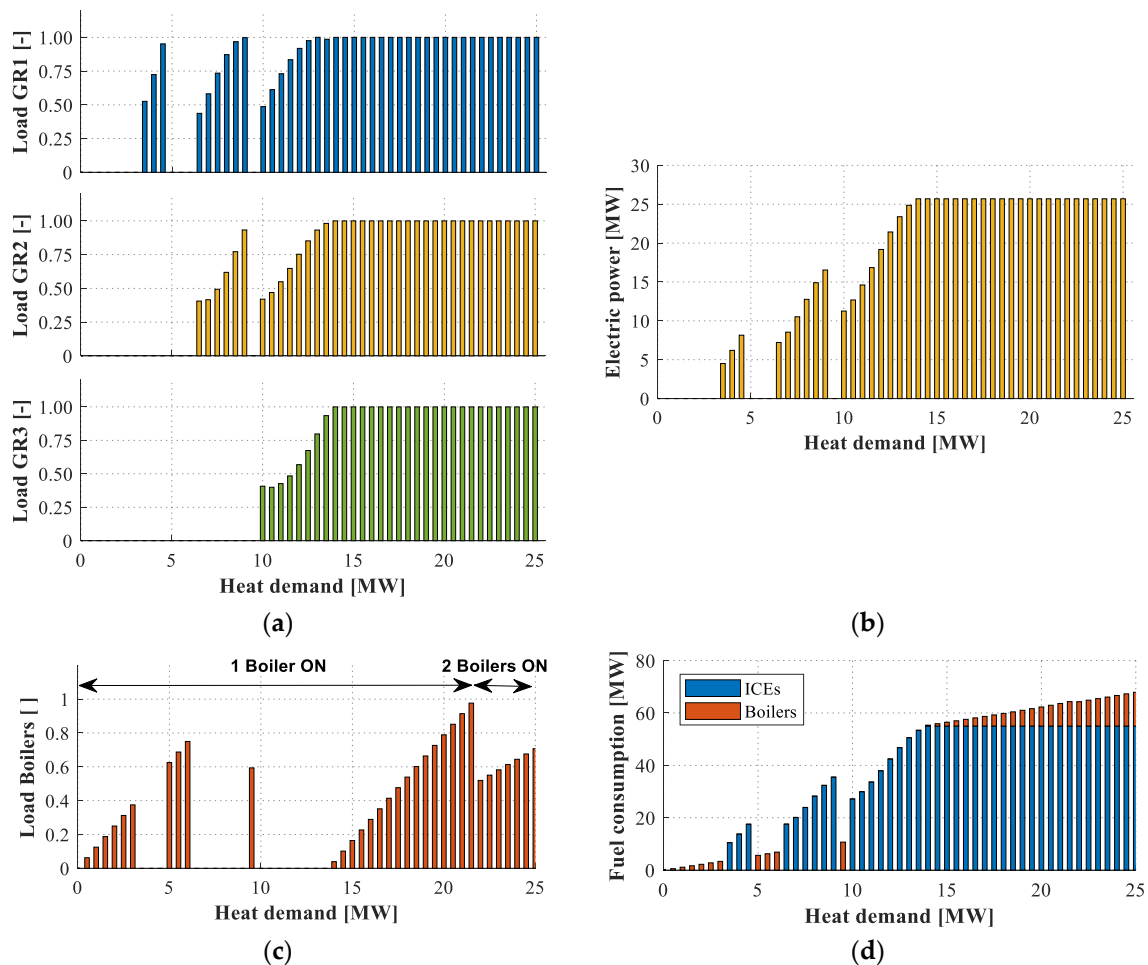 Load GR1 [-]
1.00
0.75
0.50
0.25
0
Load GR2 [-]
1.00
0.75
0.50
0.25
0
Load GR3 [-]
1.00
0.75
0.50
0.25
0
0 5 10 15 20 25
Heat demand [MW]
(a)
Electric power [MW]
30
25
20
15
10
5
0
0 5 10 15 20 25
Heat demand [MW]
(b)
1 Boiler ON 2 Boilers ON
Load Boilers [ ]
1
0.8
0.6
0.4
0.2
0
0 5 10 15 20 25
Heat demand [MW]
(c)
Fuel consumption [MW]
80
60
40
20
0
ICEs
Boilers
0 5 10 15 20 25
Heat demand [MW]
(d)